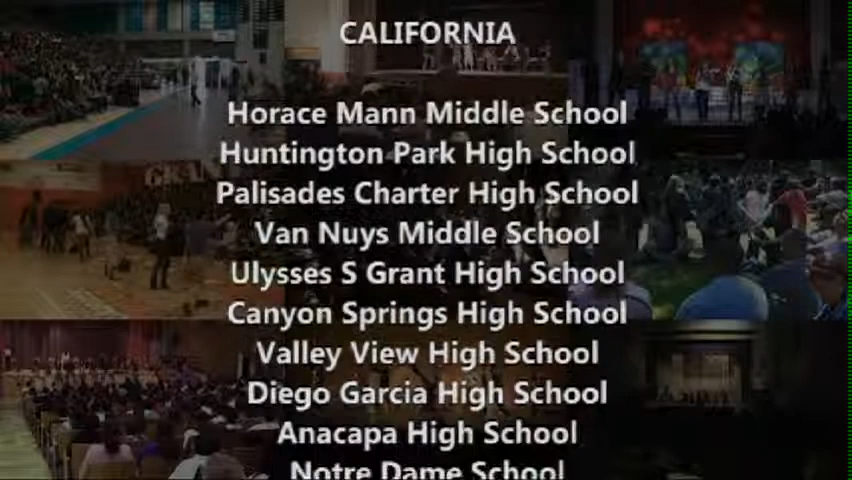 CALIFORNIA
Horace Mann Middle School
Huntington Park High School
Palisades Charter High School
Van Nuys Middle School
Ulysses S Grant High School
Canyon Springs High School
Valley View High School
Diego Garcia High School
Anacapa High School
Notre Dame School